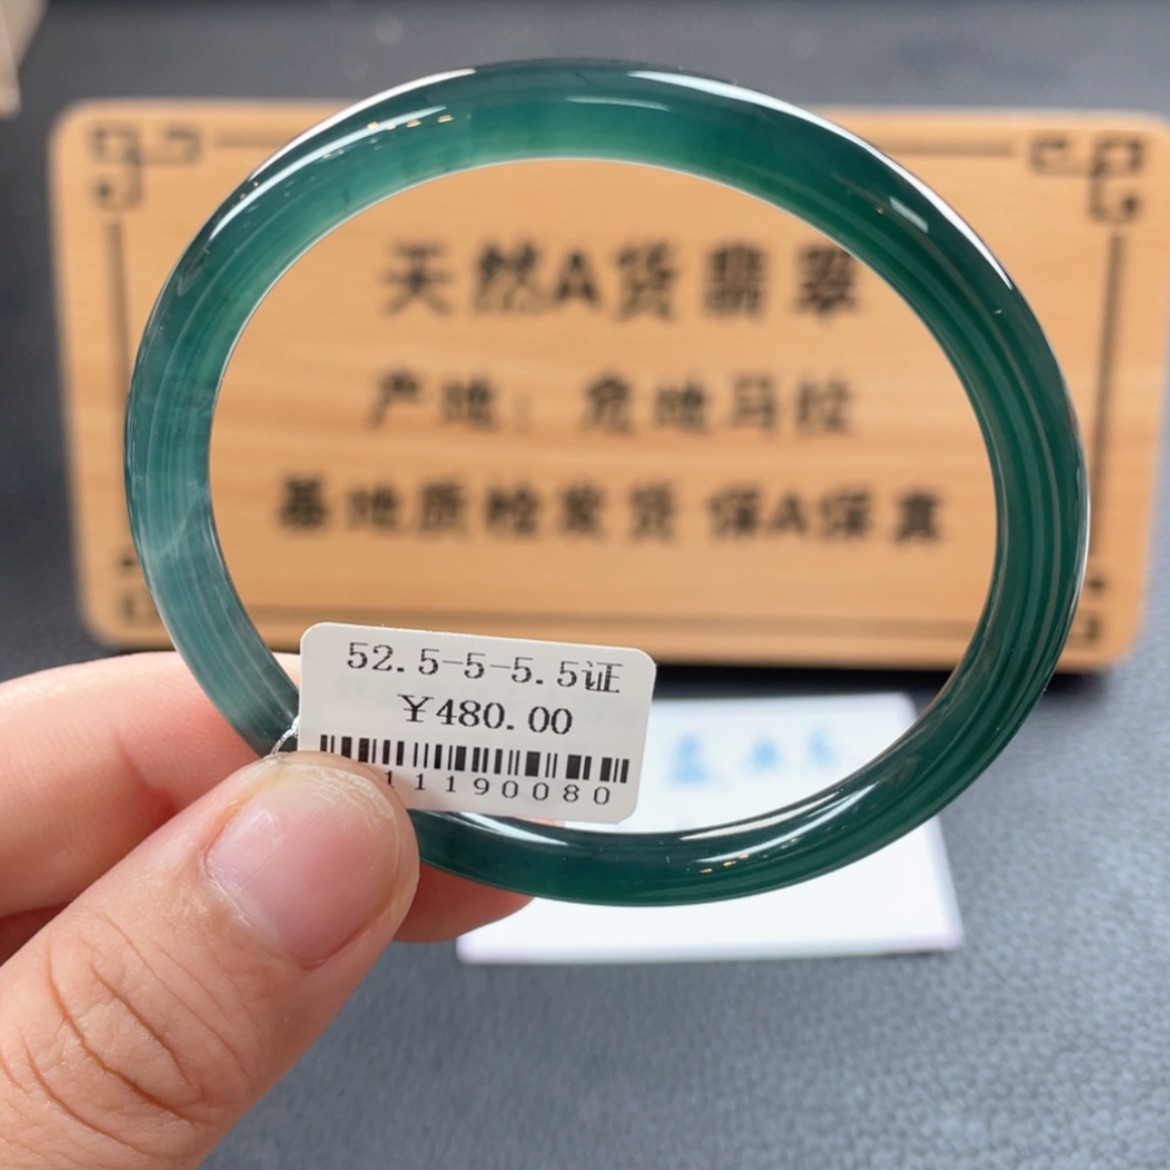 天然A货翡翠
产地：危地马拉
基地质检发货 保A保真
52.5-5-5.5证
￥480.00
11190080